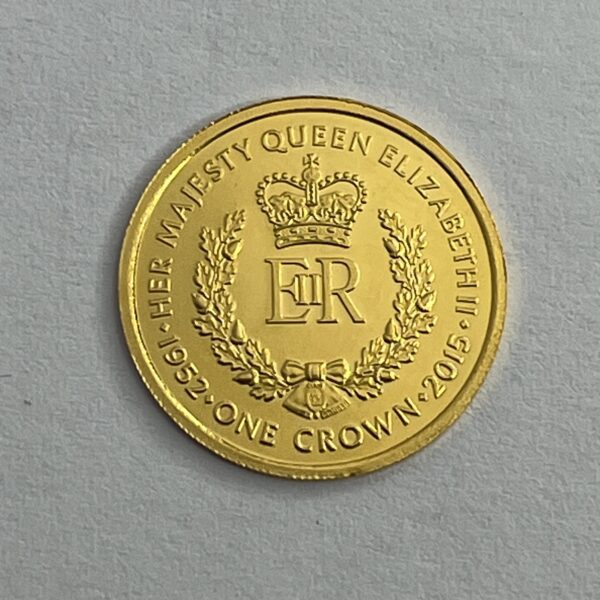 HER MAJESTY QUEEN ELIZABETH II
EIIR
1952 · ONE CROWN · 2015